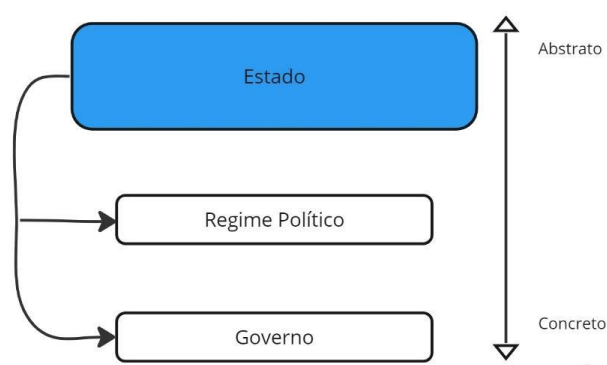 Estado
Abstrato
Regime Político
Governo
Concreto